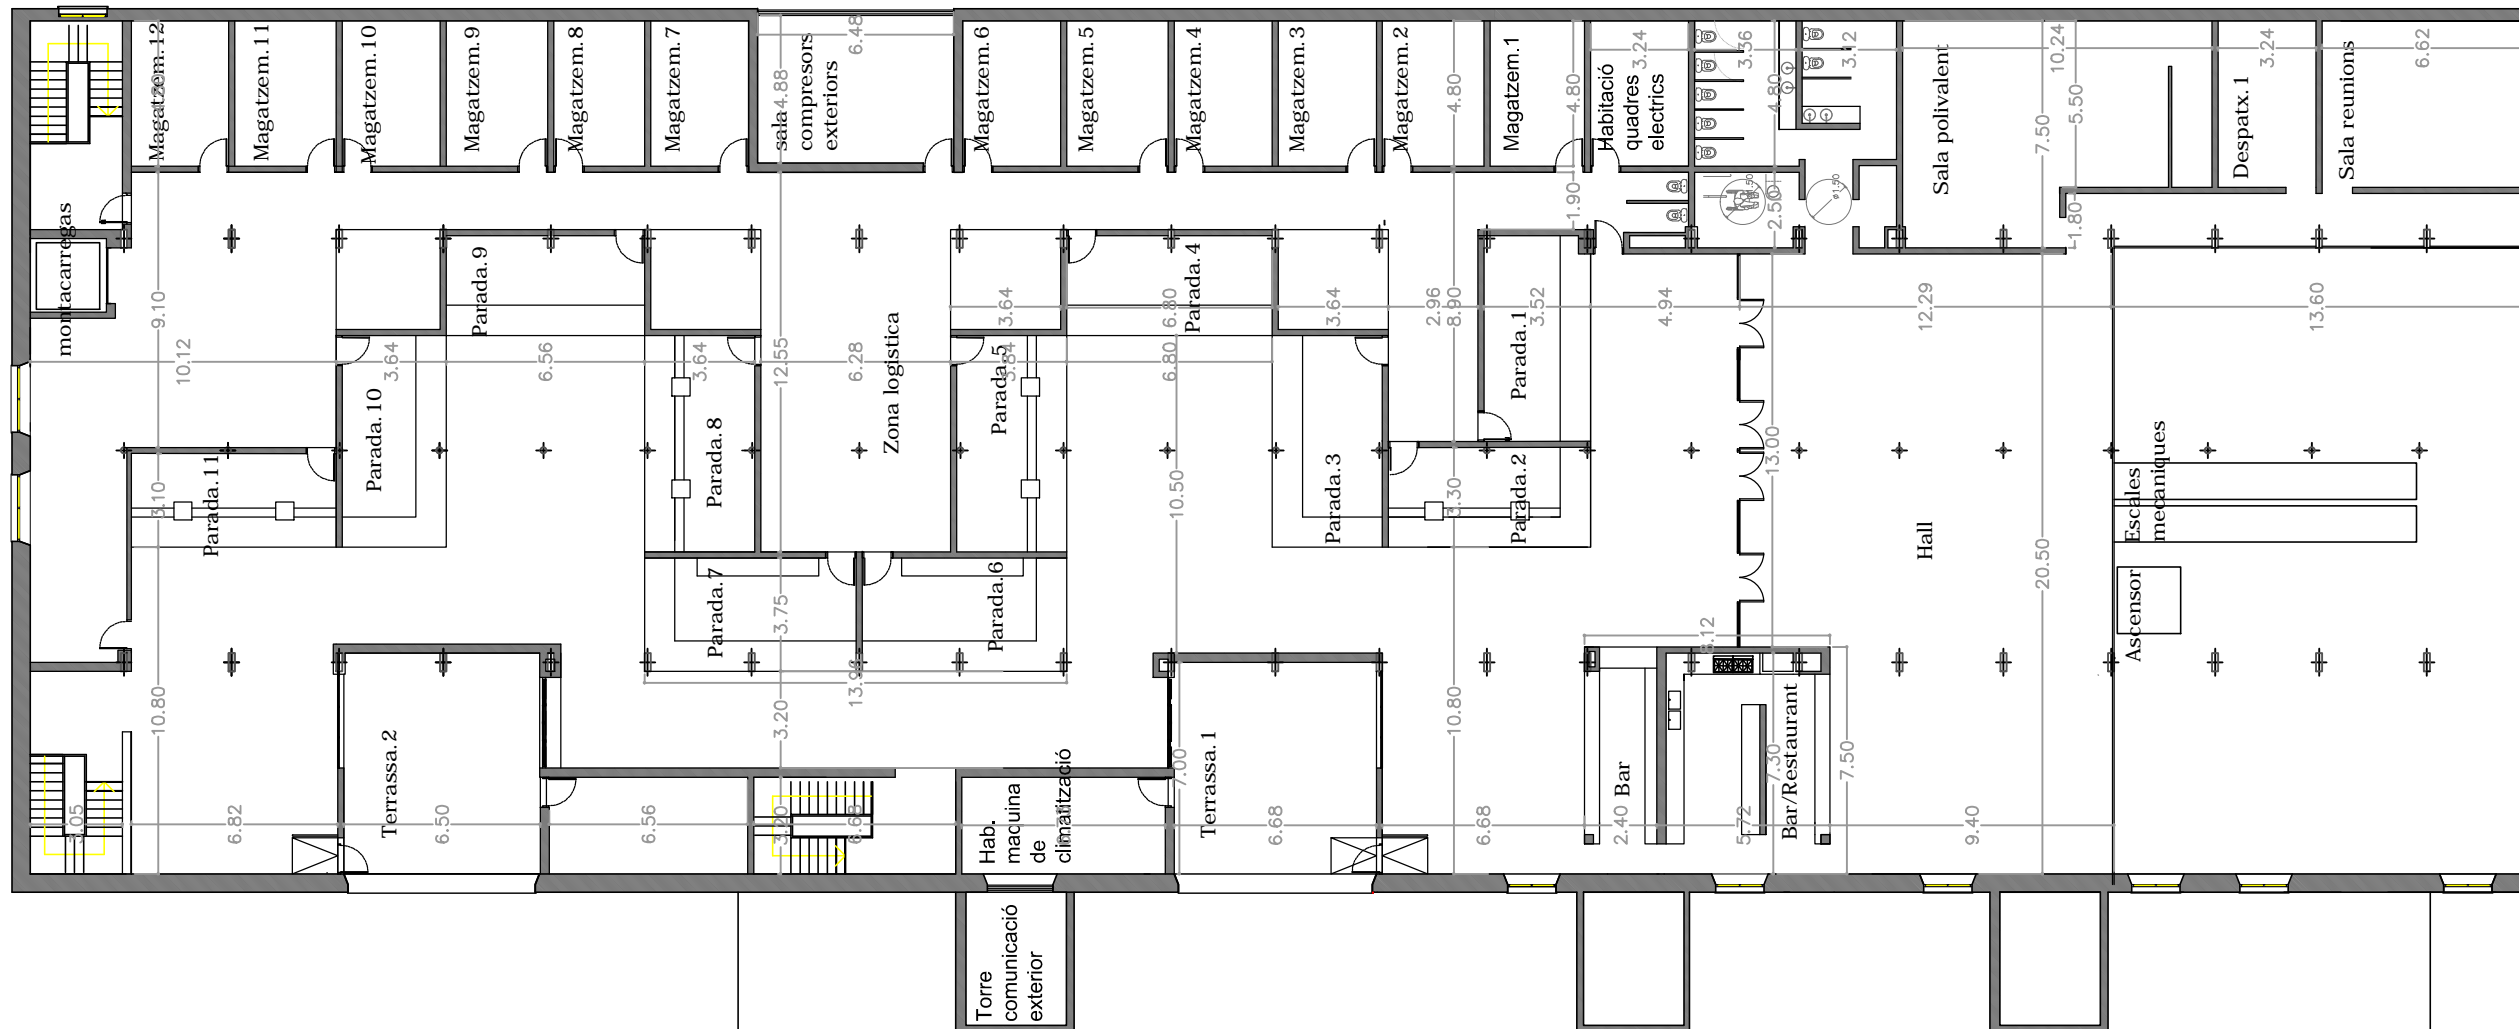 Magatzem.12
Magatzem.11
Magatzem.10
Magatzem.9
Magatzem.8
Magatzem.7
sala
compresors
exteriors
Magatzem.6
Magatzem.5
Magatzem.4
Magatzem.3
Magatzem.2
Magatzem.1
Habitació
quadres
electrics
Sala polivalent
Despatx.1
Sala reunions
4.88
6.48
4.80
4.80
3.24
3.36
4.80
3.12
7.50
10.24
5.50
3.24
6.62
1.90
2.50
1.50
1.50
1.80
montacarregas
9.10
Parada.9
Parada.4
Parada.1
3.64
6.80
3.64
2.96
8.90
3.52
4.94
12.29
13.60
10.12
3.64
6.56
3.64
12.55
6.28
Zona logistica
Parada.5
6.80
Parada.10
Parada.8
Parada.3
Parada.2
Parada.11
3.10
10.50
3.30
13.00
Hall
20.50
Escales
mecaniques
Ascensor
Parada.7
Parada.6
3.75
8.12
10.80
3.20
10.80
7.00
7.30
7.50
Terrassa.2
Terrassa.1
Bar
Bar/Restaurant
Hab.
maquina
de
climatització
6.82
6.50
6.56
6.68
6.68
2.40
5.72
9.40
Torre
comunicació
exterior